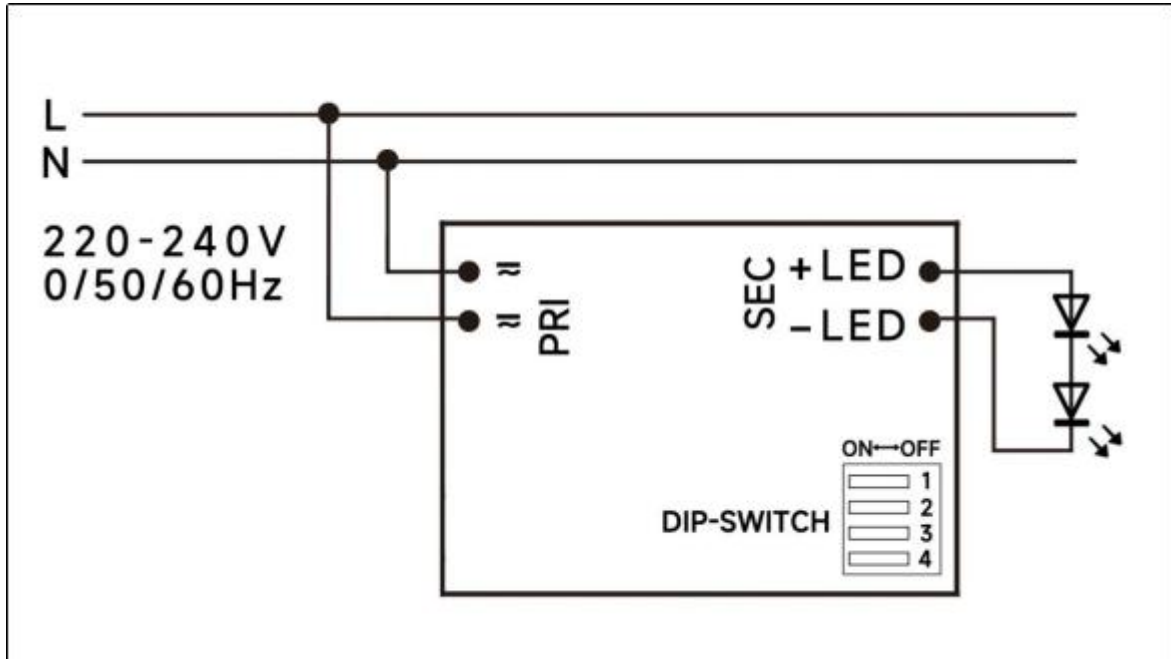 L
N
220-240V
0/50/60Hz
PRI
SEC
+LED
-LED
ON↔OFF
DIP-SWITCH
1
2
3
4